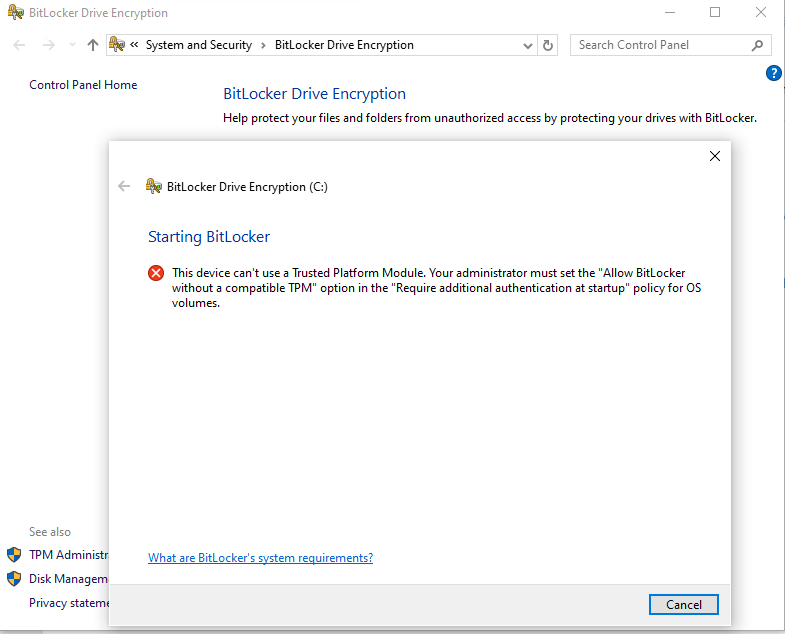 BitLocker Drive Encryption
« System and Security › BitLocker Drive Encryption
Search Control Panel
?
Control Panel Home
BitLocker Drive Encryption
Help protect your files and folders from unauthorized access by protecting your drives with BitLocker.
BitLocker Drive Encryption (C:)
Starting BitLocker
This device can't use a Trusted Platform Module. Your administrator must set the "Allow BitLocker
without a compatible TPM" option in the "Require additional authentication at startup" policy for OS
volumes.
What are BitLocker's system requirements?
Cancel
See also
TPM Administr
Disk Managem
Privacy stateme